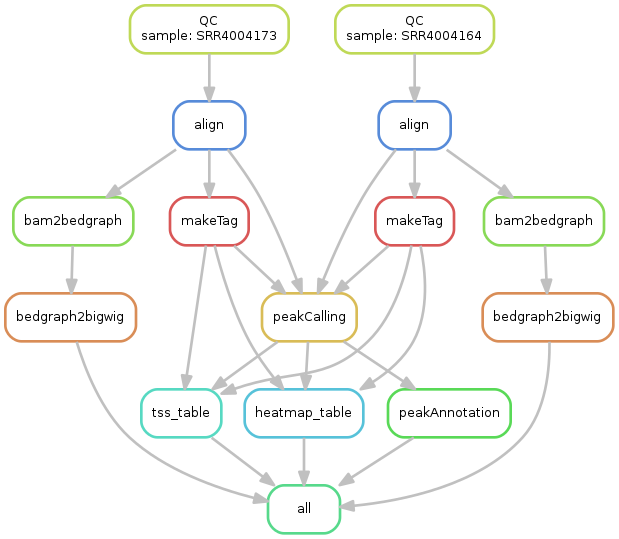 QC
sample: SRR4004173
QC
sample: SRR4004164
align
align
bam2bedgraph
makeTag
makeTag
bam2bedgraph
bedgraph2bigwig
peakCalling
bedgraph2bigwig
tss_table
heatmap_table
peakAnnotation
all